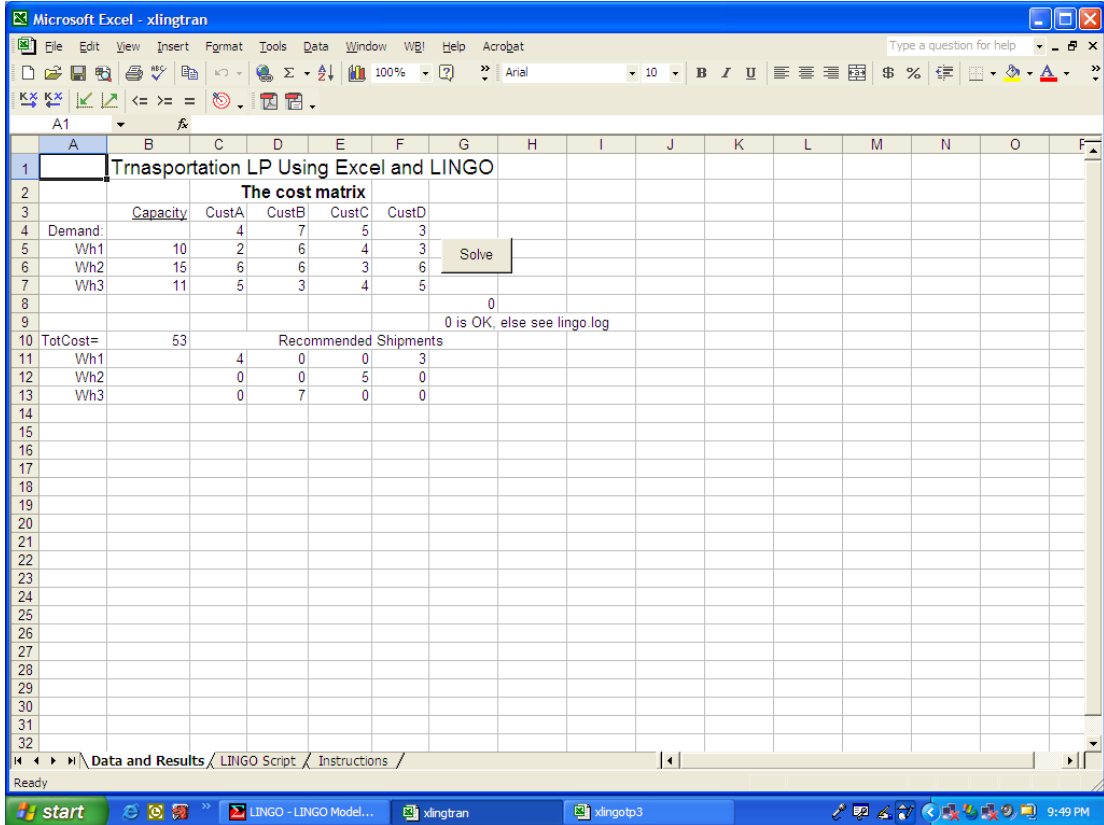 Microsoft Excel - xlingtran
File Edit View Insert Format Tools Data Window WB! Help Acrobat Type a question for help
100% Arial 10 B I U $ %
<= >= =
A1 fx
A B C D E F G H I J K L M N O
1 Trnasportation LP Using Excel and LINGO
2 The cost matrix
3 Capacity CustA CustB CustC CustD
4 Demand: 4 7 5 3
5 Wh1 10 2 6 4 3 Solve
6 Wh2 15 6 6 3 6
7 Wh3 11 5 3 4 5
8 0
9 0 is OK, else see lingo.log
10 TotCost= 53 Recommended Shipments
11 Wh1 4 0 0 3
12 Wh2 0 0 5 0
13 Wh3 0 7 0 0
14
15
16
17
18
19
20
21
22
23
24
25
26
27
28
29
30
31
32
Data and Results LINGO Script Instructions
Ready
start LINGO - LINGO Model... xlingtran xlingotp3 9:49 PM